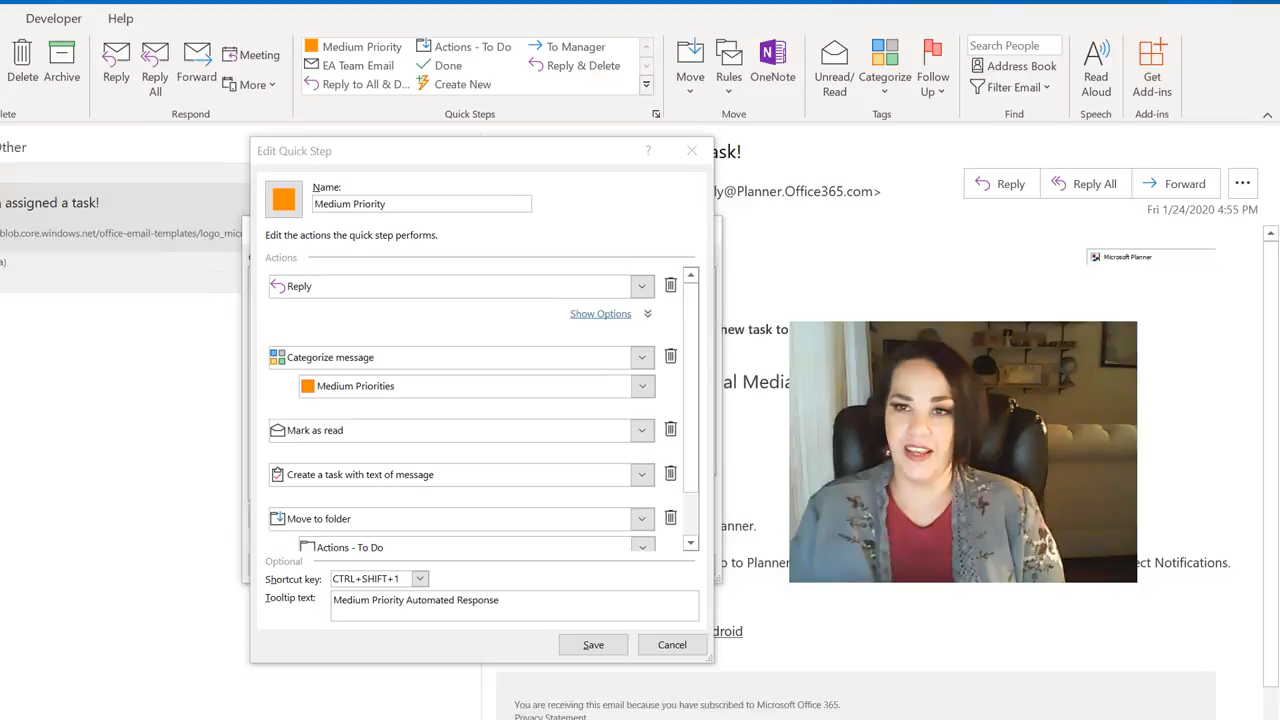 Developer
Help
Delete
Archive
Reply
Reply
All
Forward
Meeting
More
Medium Priority
EA Team Email
Reply to All & D...
Actions - To Do
Done
Create New
To Manager
Reply & Delete
Move
Rules
OneNote
Unread/
Read
Categorize
Follow
Up
Search People
Address Book
Filter Email
Read
Aloud
Get
Add-ins
lete
Respond
Quick Steps
Move
Tags
Find
Speech
Add-ins
Other
assigned a task!
blob.core.windows.net/office-email-templates/logo_mic
a)
Edit Quick Step
?
Name:
Medium Priority
Edit the actions the quick step performs.
Actions
Reply
Show Options
Categorize message
Medium Priorities
Mark as read
Create a task with text of message
Move to folder
Actions - To Do
Optional
Shortcut key:
CTRL+SHIFT+1
Tooltip text:
Medium Priority Automated Response
Save
Cancel
ask!
ly@Planner.Office365.com>
Reply
Reply All
Forward
...
Fri 1/24/2020 4:55 PM
Microsoft Planner
new task to
al Media
anner.
o to Planner
ect Notifications.
droid
You are receiving this email because you have subscribed to Microsoft Office 365.
Privacy Statement